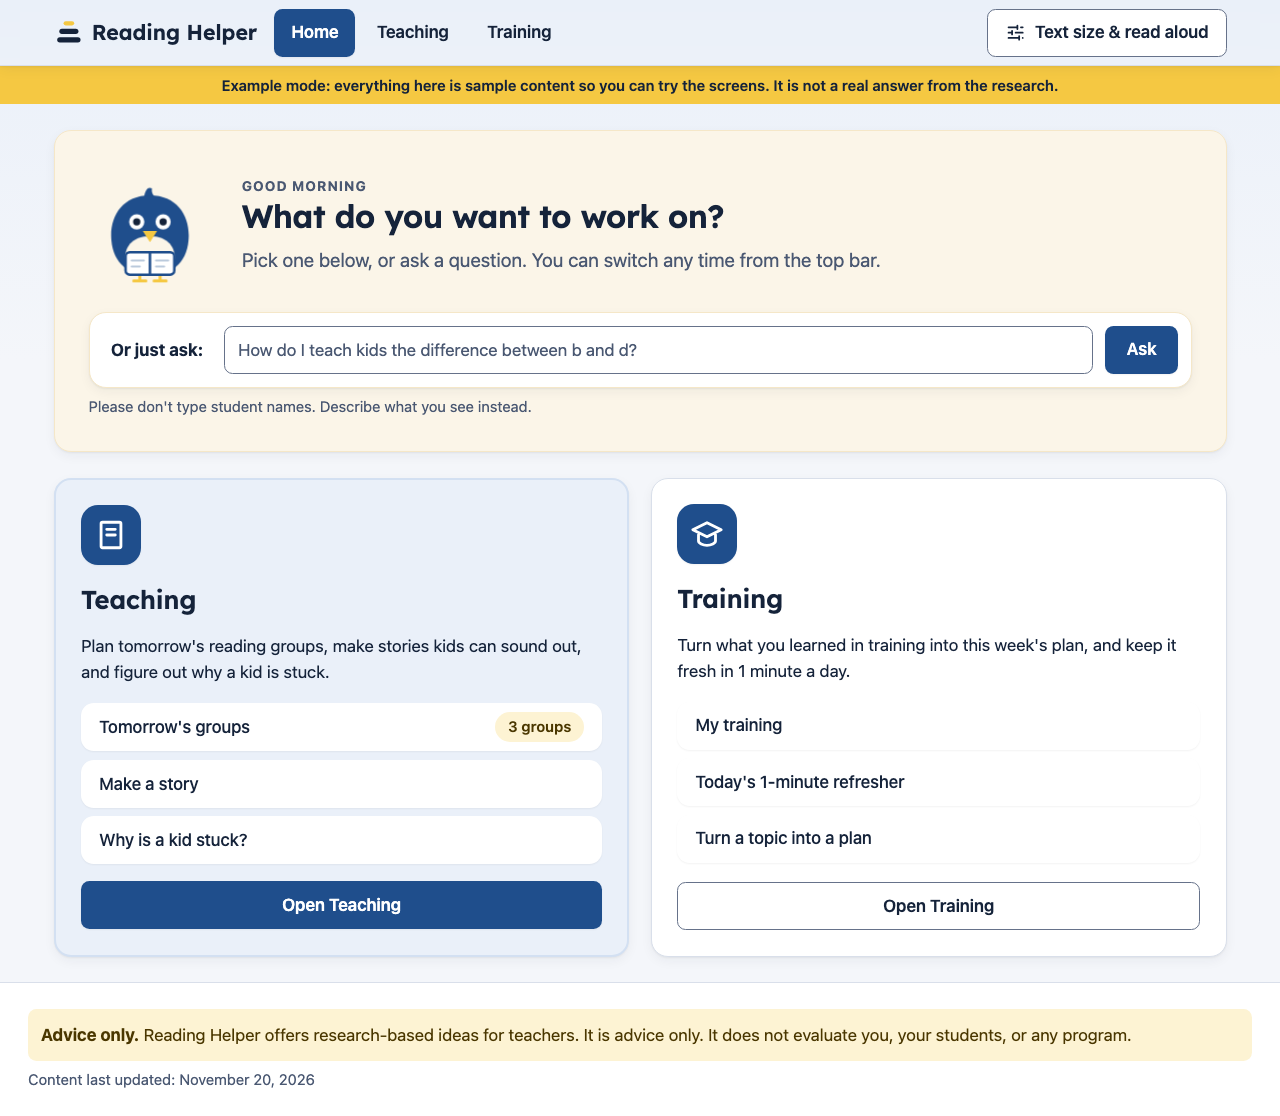 Reading Helper
Home
Teaching
Training
Text size & read aloud
Example mode: everything here is sample content so you can try the screens. It is not a real answer from the research.
GOOD MORNING
What do you want to work on?
Pick one below, or ask a question. You can switch any time from the top bar.
Or just ask:
How do I teach kids the difference between b and d?
Ask
Please don't type student names. Describe what you see instead.
Teaching
Plan tomorrow's reading groups, make stories kids can sound out,
and figure out why a kid is stuck.
Tomorrow's groups
3 groups
Make a story
Why is a kid stuck?
Open Teaching
Training
Turn what you learned in training into this week's plan, and keep it
fresh in 1 minute a day.
My training
Today's 1-minute refresher
Turn a topic into a plan
Open Training
Advice only. Reading Helper offers research-based ideas for teachers. It is advice only. It does not evaluate you, your students, or any program.
Content last updated: November 20, 2026